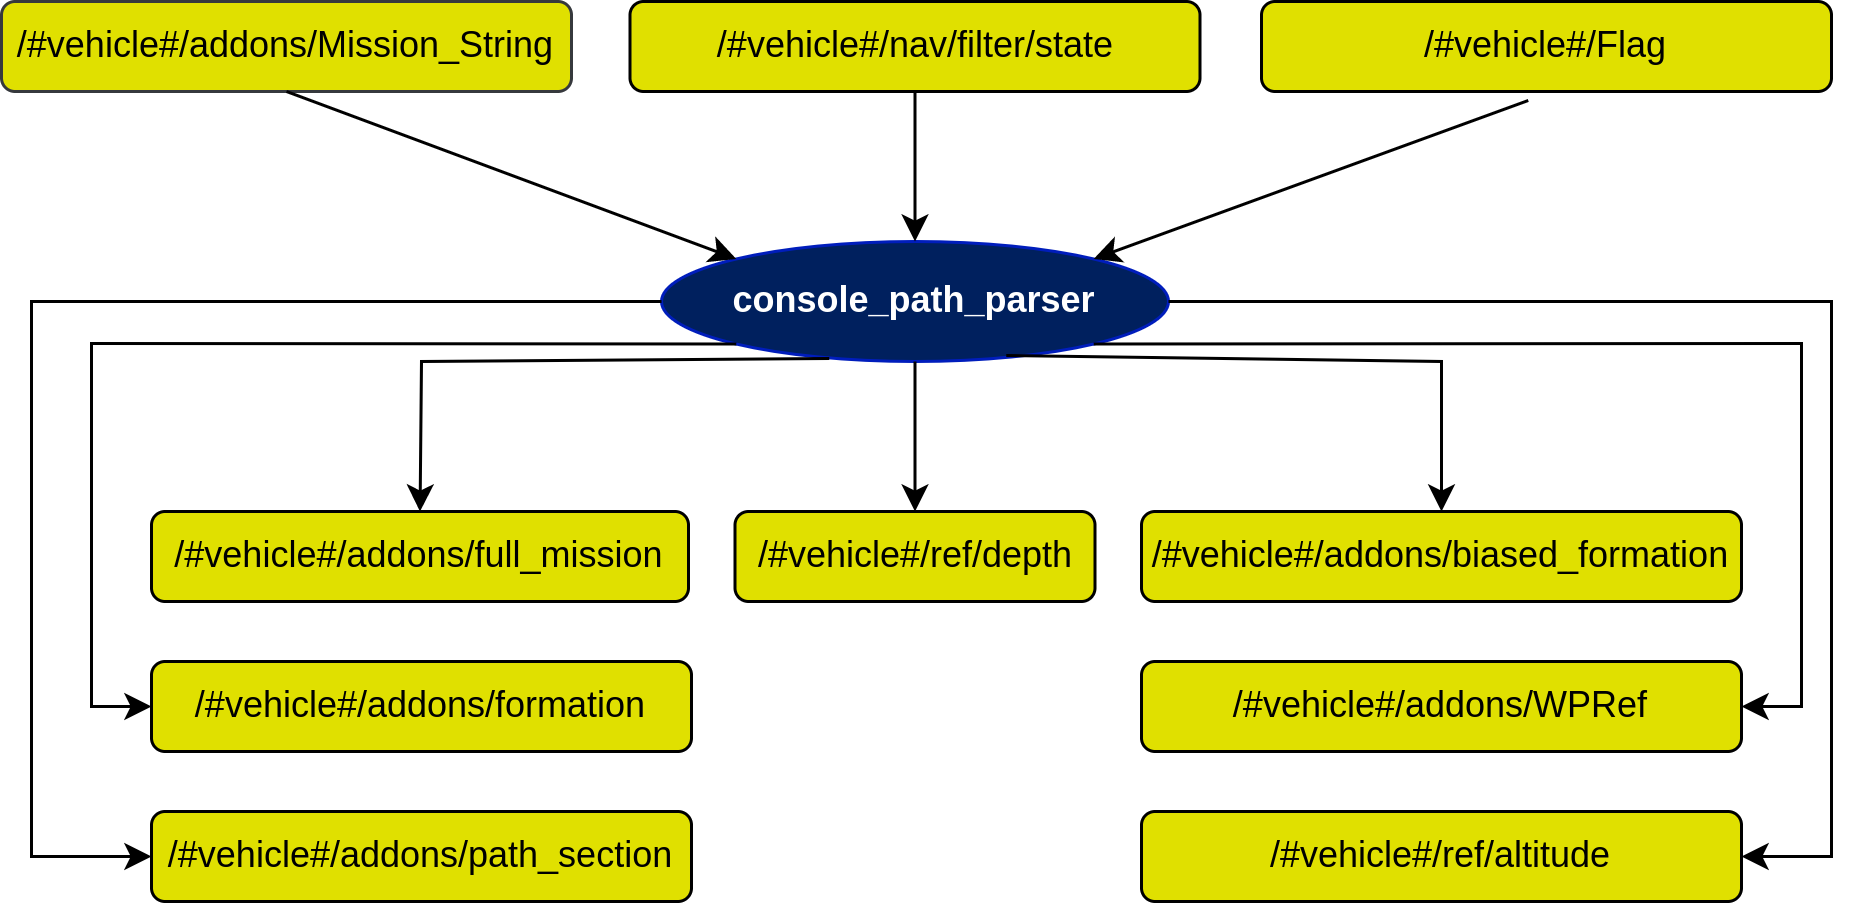 /#vehicle#/addons/Mission_String
/#vehicle#/nav/filter/state
/#vehicle#/Flag
console_path_parser
/#vehicle#/addons/full_mission
/#vehicle#/ref/depth
/#vehicle#/addons/biased_formation
/#vehicle#/addons/formation
/#vehicle#/addons/WPRef
/#vehicle#/addons/path_section
/#vehicle#/ref/altitude